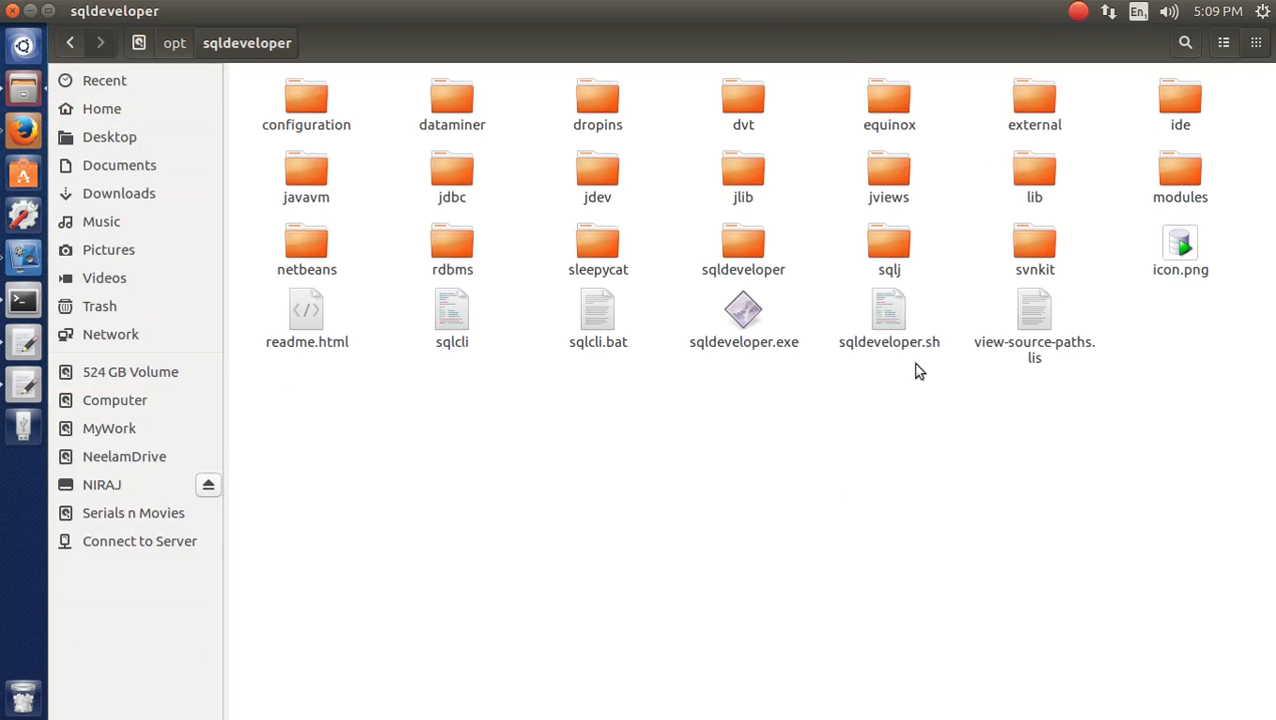 sqldeveloper
En1
5:09 PM
opt
sqldeveloper
Recent
Home
Desktop
Documents
Downloads
Music
Pictures
Videos
Trash
Network
524 GB Volume
Computer
MyWork
NeelamDrive
NIRAJ
Serials n Movies
Connect to Server
configuration
dataminer
dropins
dvt
equinox
external
ide
javavm
jdbc
jdev
jlib
jviews
lib
modules
netbeans
rdbms
sleepycat
sqldeveloper
sqlj
svnkit
icon.png
readme.html
sqlcli
sqlcli.bat
sqldeveloper.exe
sqldeveloper.sh
view-source-paths.
lis